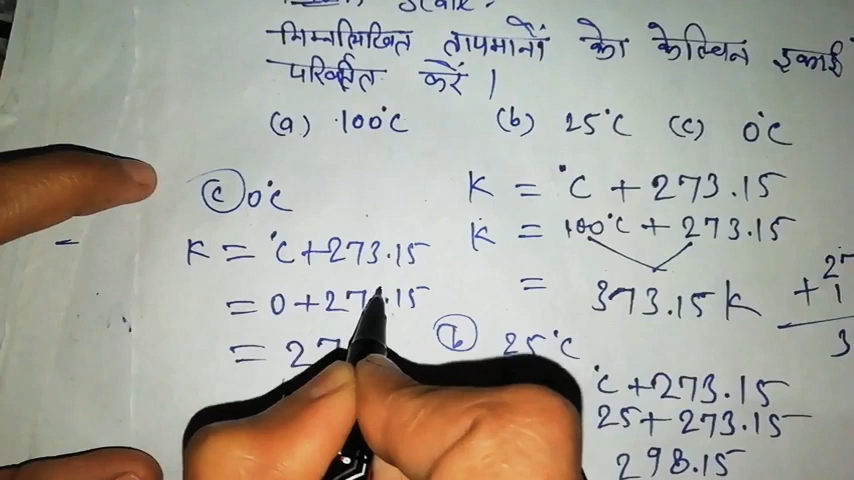 निम्नलिखित तापमानों को केल्विन इकाई
परिवर्तित करें ।
(a) 100°C (b) 25°C (c) 0°C
K = °C + 273.15
K = 100°C + 273.15
= 373.15 K
(c) 0°C
K = °C + 273.15
= 0 + 273.15
= 27
(b) 25°C
°C + 273.15
25 + 273.15
298.15